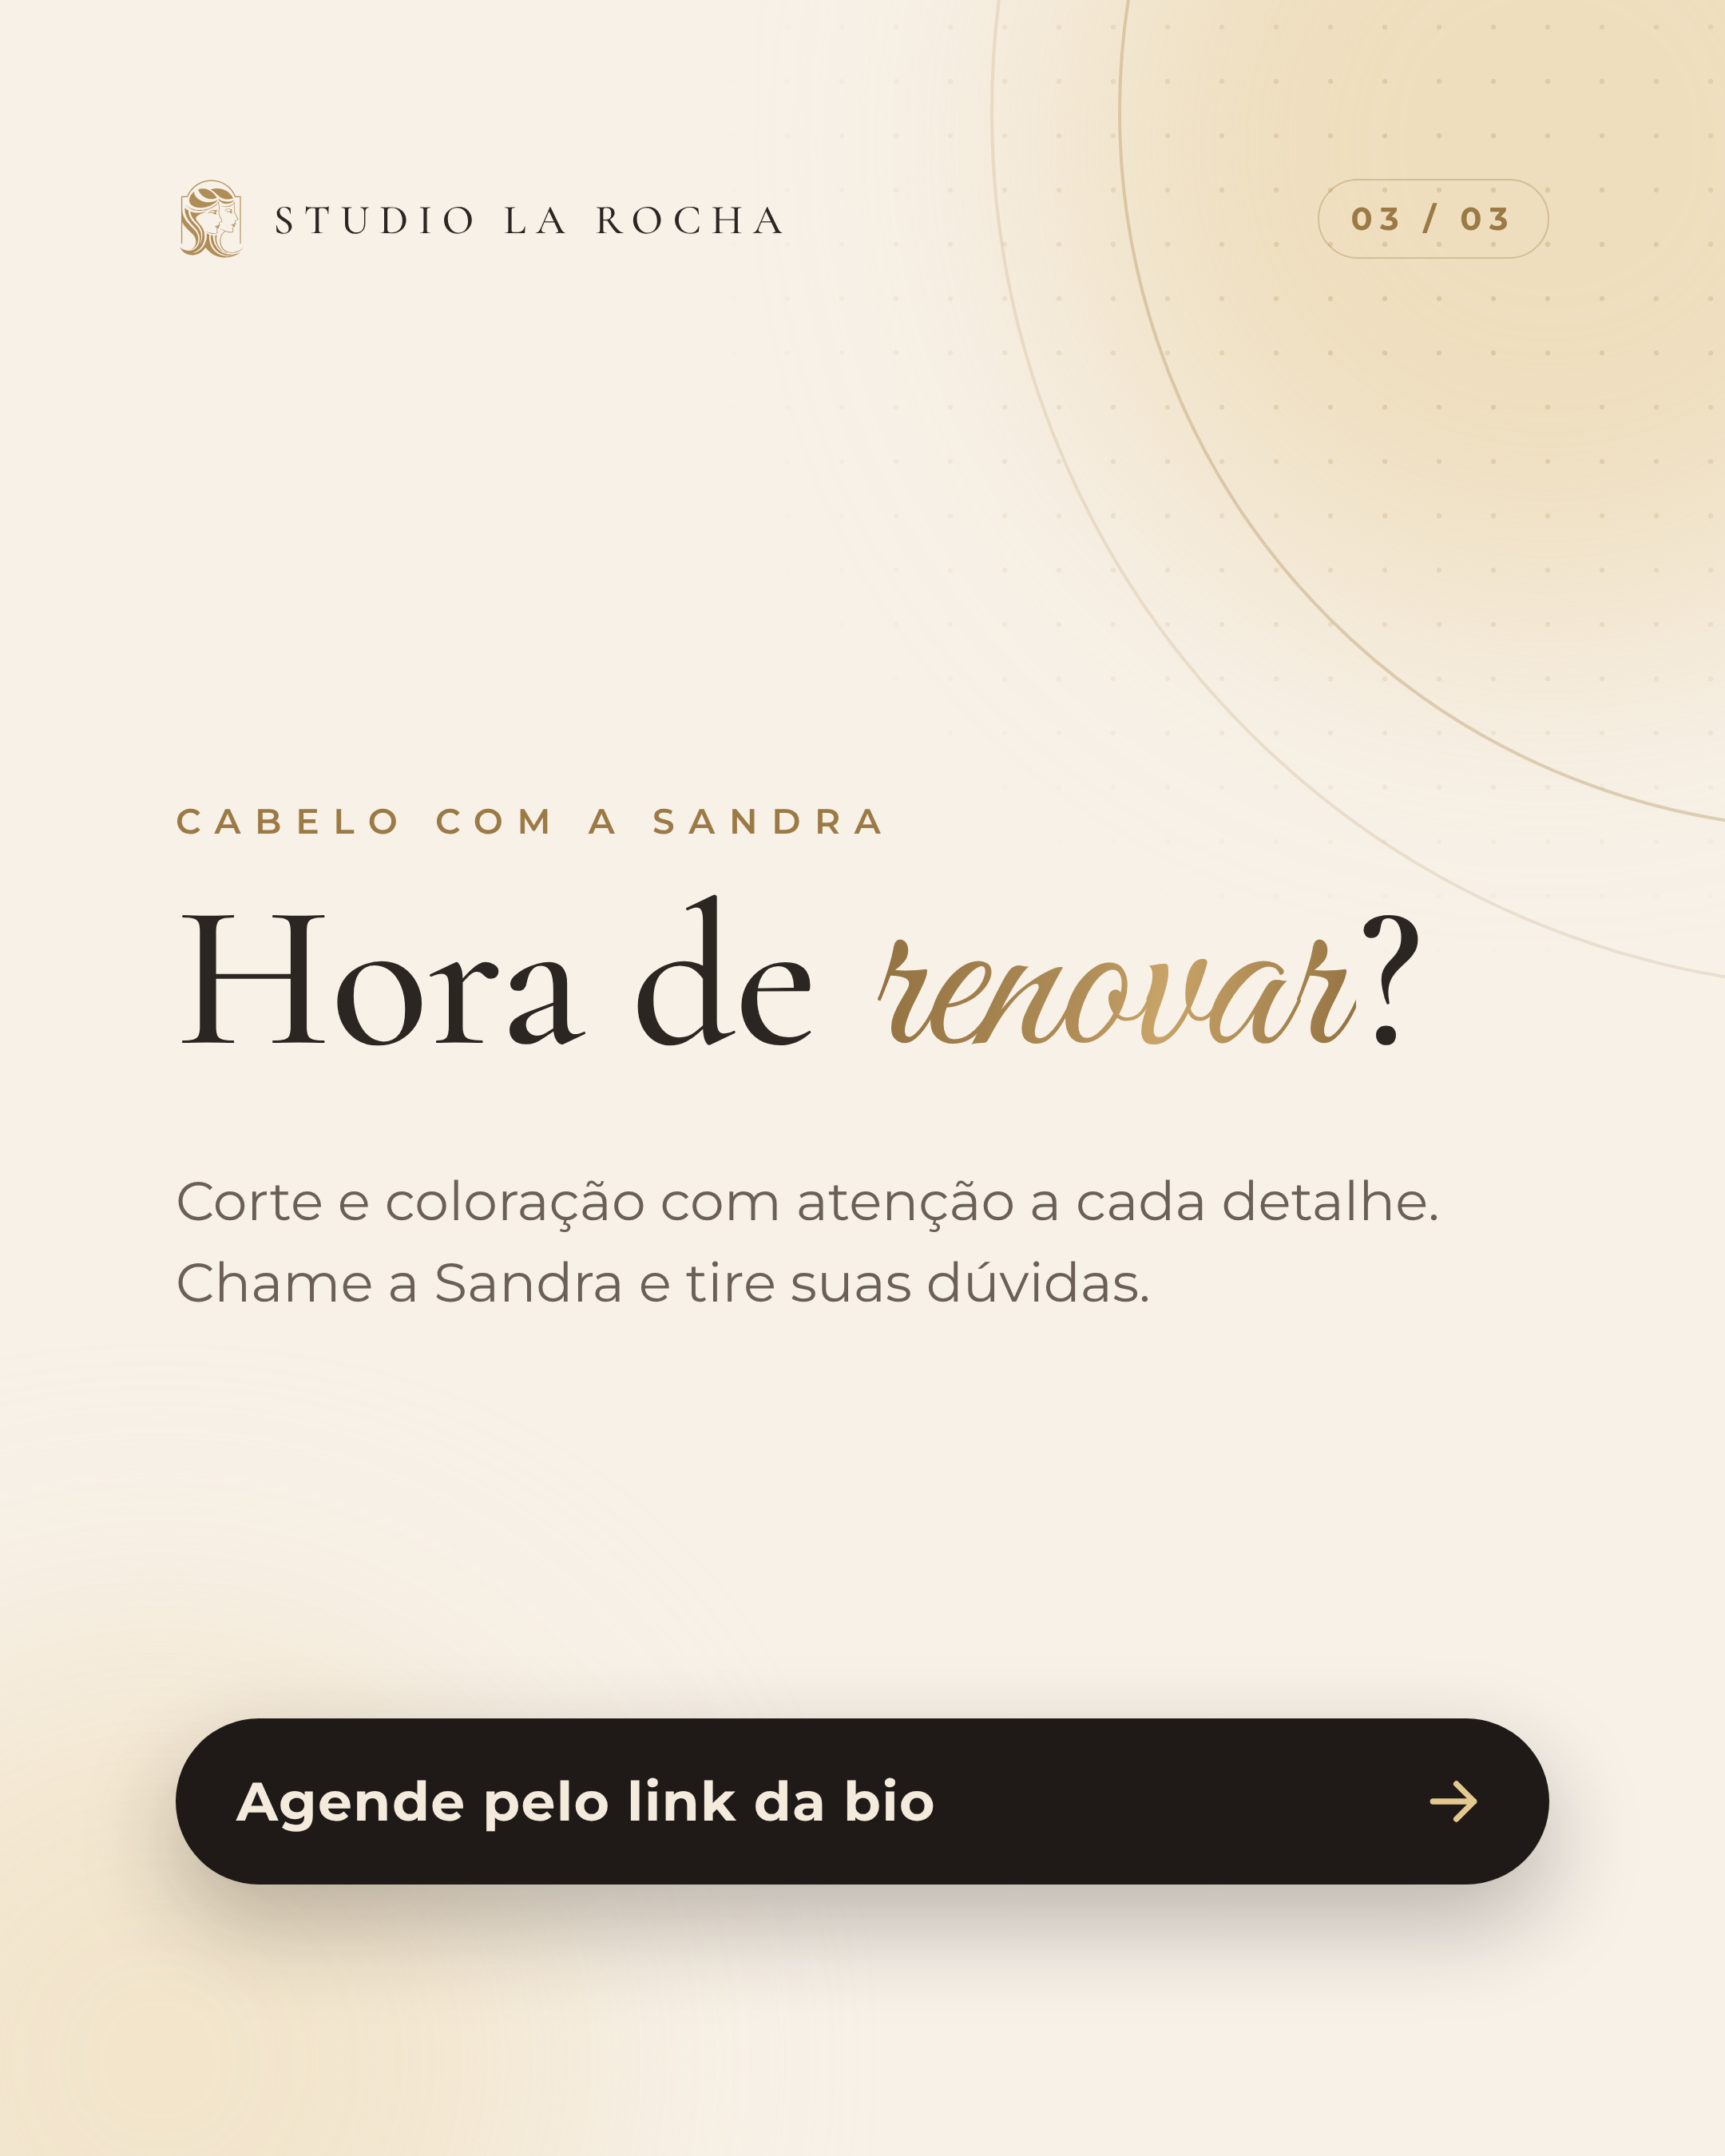 STUDIO LA ROCHA
03 / 03
CABELO COM A SANDRA
Hora de renovar?
Corte e coloração com atenção a cada detalhe.
Chame a Sandra e tire suas dúvidas.
Agende pelo link da bio